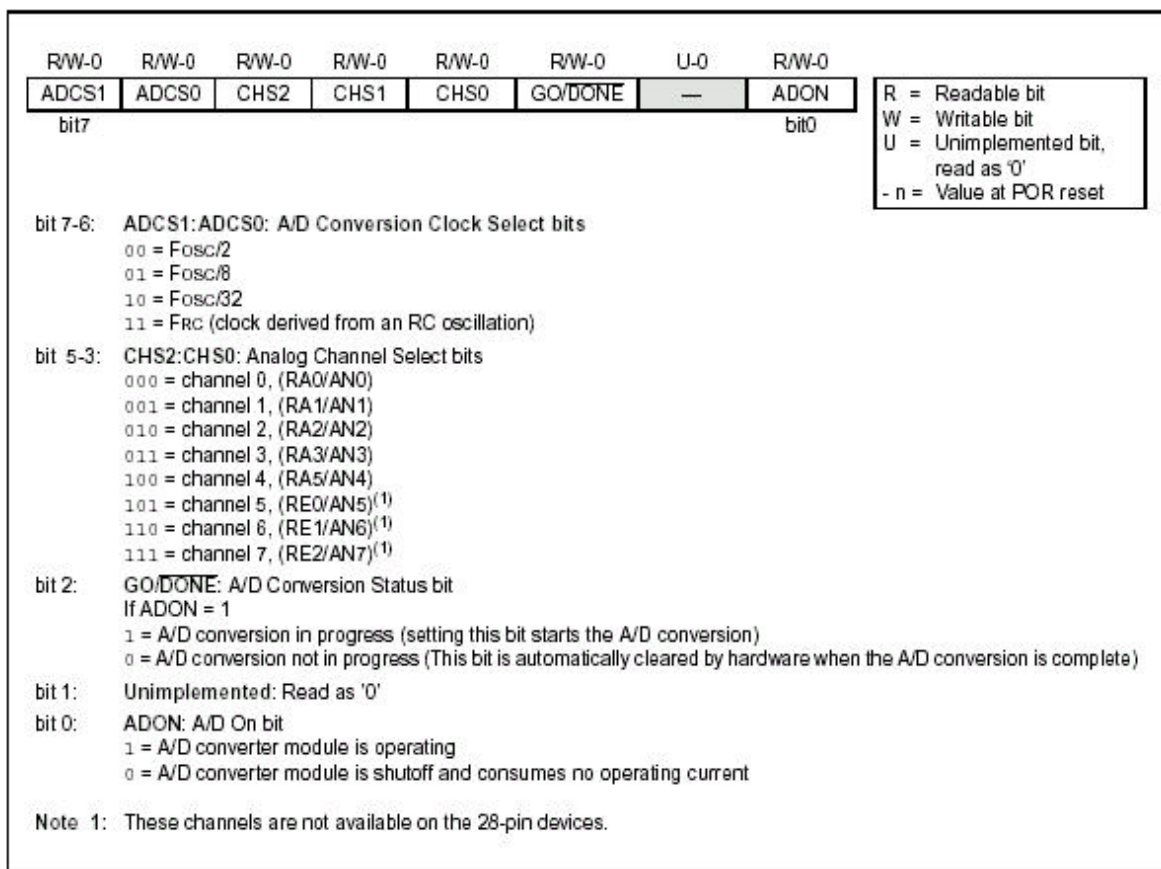 R/W-0 R/W-0 R/W-0 R/W-0 R/W-0 R/W-0 U-0 R/W-0
ADCS1 ADCS0 CHS2 CHS1 CHS0 GO/DONE — ADON
bit7 bit0
R = Readable bit
W = Writable bit
U = Unimplemented bit,
read as ‘0’
- n = Value at POR reset
bit 7-6: ADCS1:ADCS0: A/D Conversion Clock Select bits
00 = FOSC/2
01 = FOSC/8
10 = FOSC/32
11 = FRC (clock derived from an RC oscillation)
bit 5-3: CHS2:CHS0: Analog Channel Select bits
000 = channel 0, (RA0/AN0)
001 = channel 1, (RA1/AN1)
010 = channel 2, (RA2/AN2)
011 = channel 3, (RA3/AN3)
100 = channel 4, (RA5/AN4)
101 = channel 5, (RE0/AN5)(1)
110 = channel 6, (RE1/AN6)(1)
111 = channel 7, (RE2/AN7)(1)
bit 2: GO/DONE: A/D Conversion Status bit
If ADON = 1
1 = A/D conversion in progress (setting this bit starts the A/D conversion)
0 = A/D conversion not in progress (This bit is automatically cleared by hardware when the A/D conversion is complete)
bit 1: Unimplemented: Read as '0'
bit 0: ADON: A/D On bit
1 = A/D converter module is operating
0 = A/D converter module is shutoff and consumes no operating current
Note 1: These channels are not available on the 28-pin devices.